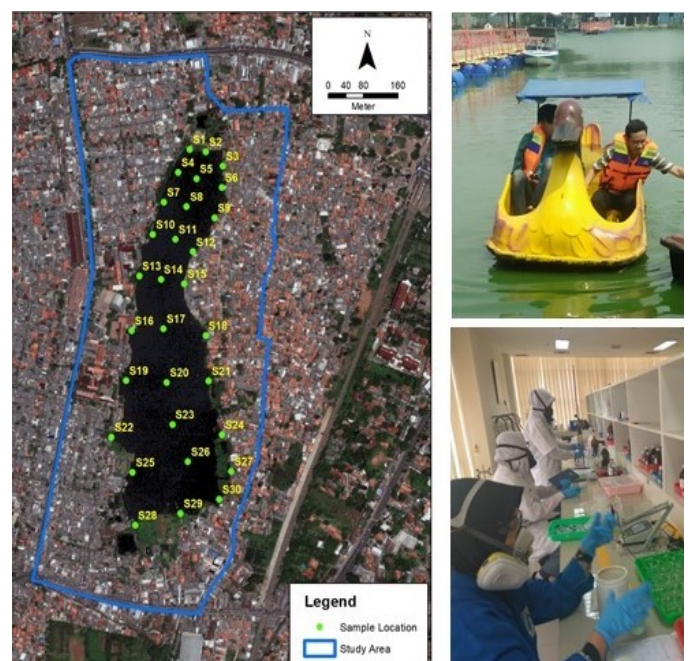 N
0 40 80 160
Meter
S1
S2
S3
S4
S5
S6
S7
S8
S9
S10
S11
S12
S13
S14
S15
S16
S17
S18
S19
S20
S21
S22
S23
S24
S25
S26
S27
S28
S29
S30
Legend
Sample Location
Study Area